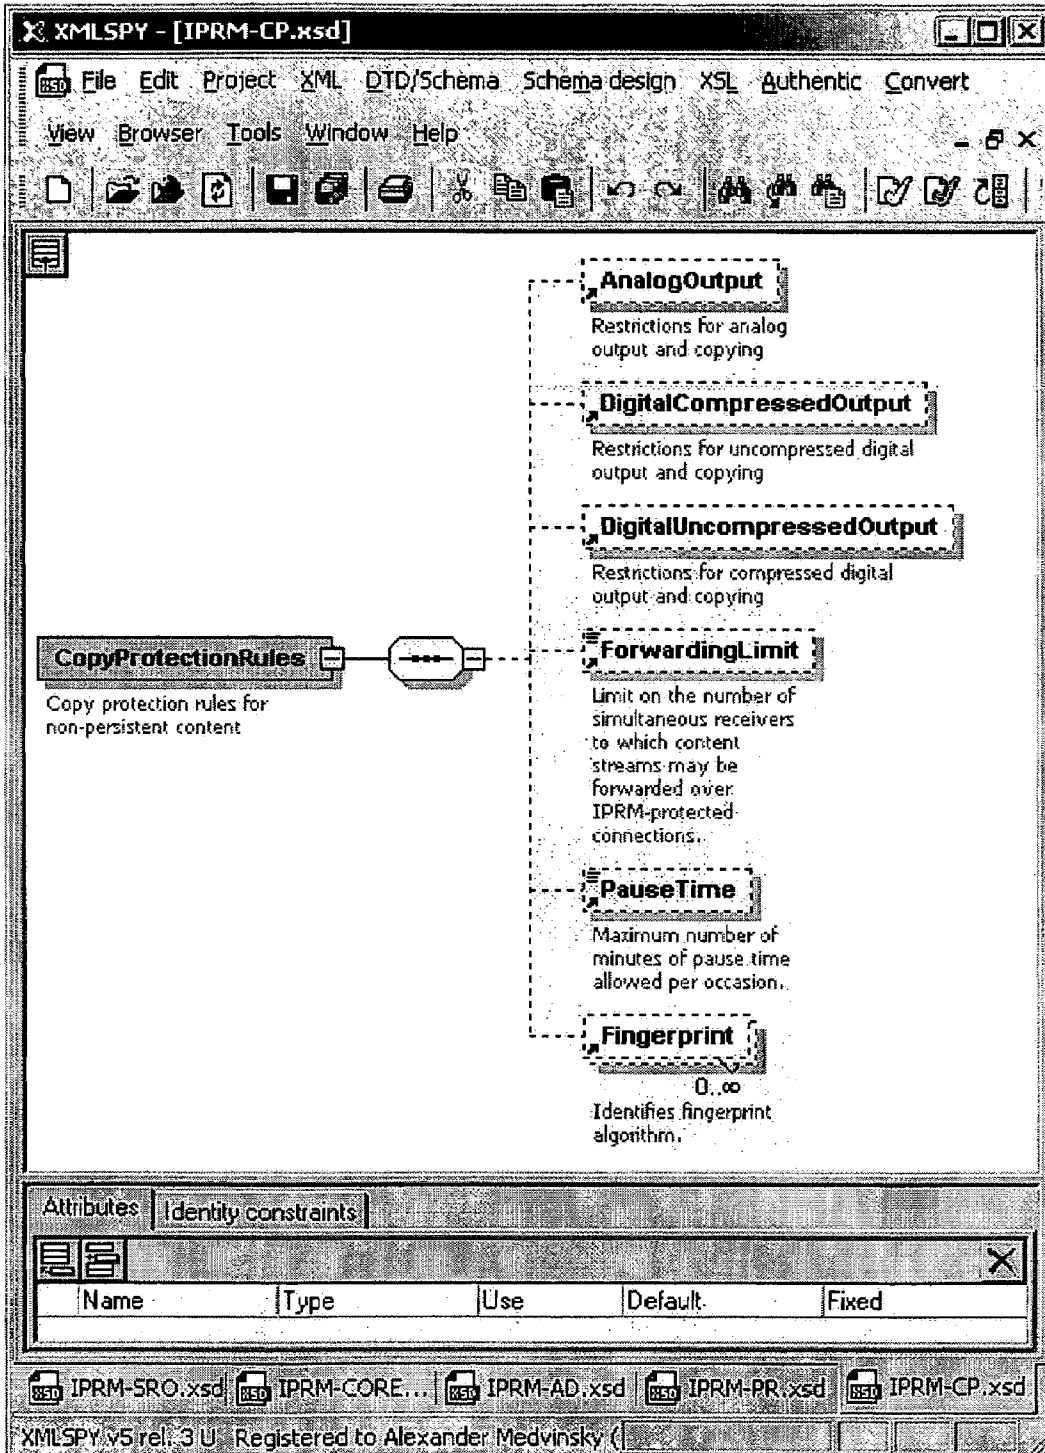 XMLSPY - [IPRM-CP.xsd]
File Edit Project XML DTD/Schema Schema design XSL Authentic Convert
View Browser Tools Window Help
AnalogOutput
Restrictions for analog
output and copying
DigitalCompressedOutput
Restrictions for uncompressed digital
output and copying
DigitalUncompressedOutput
Restrictions for compressed digital
output and copying
CopyProtectionRules
Copy protection rules for
non-persistent content
ForwardingLimit
Limit on the number of
simultaneous receivers
to which content
streams may be
forwarded over
IPRM-protected
connections.
PauseTime
Maximum number of
minutes of pause time
allowed per occasion.
Fingerprint
0..∞
Identifies fingerprint
algorithm.
Attributes Identity constraints
Name Type Use Default Fixed
IPRM-SRO.xsd IPRM-CORE... IPRM-AD.xsd IPRM-PR.xsd IPRM-CP.xsd
XMLSPY v5 rel. 3 U Registered to Alexander Medvinsky (